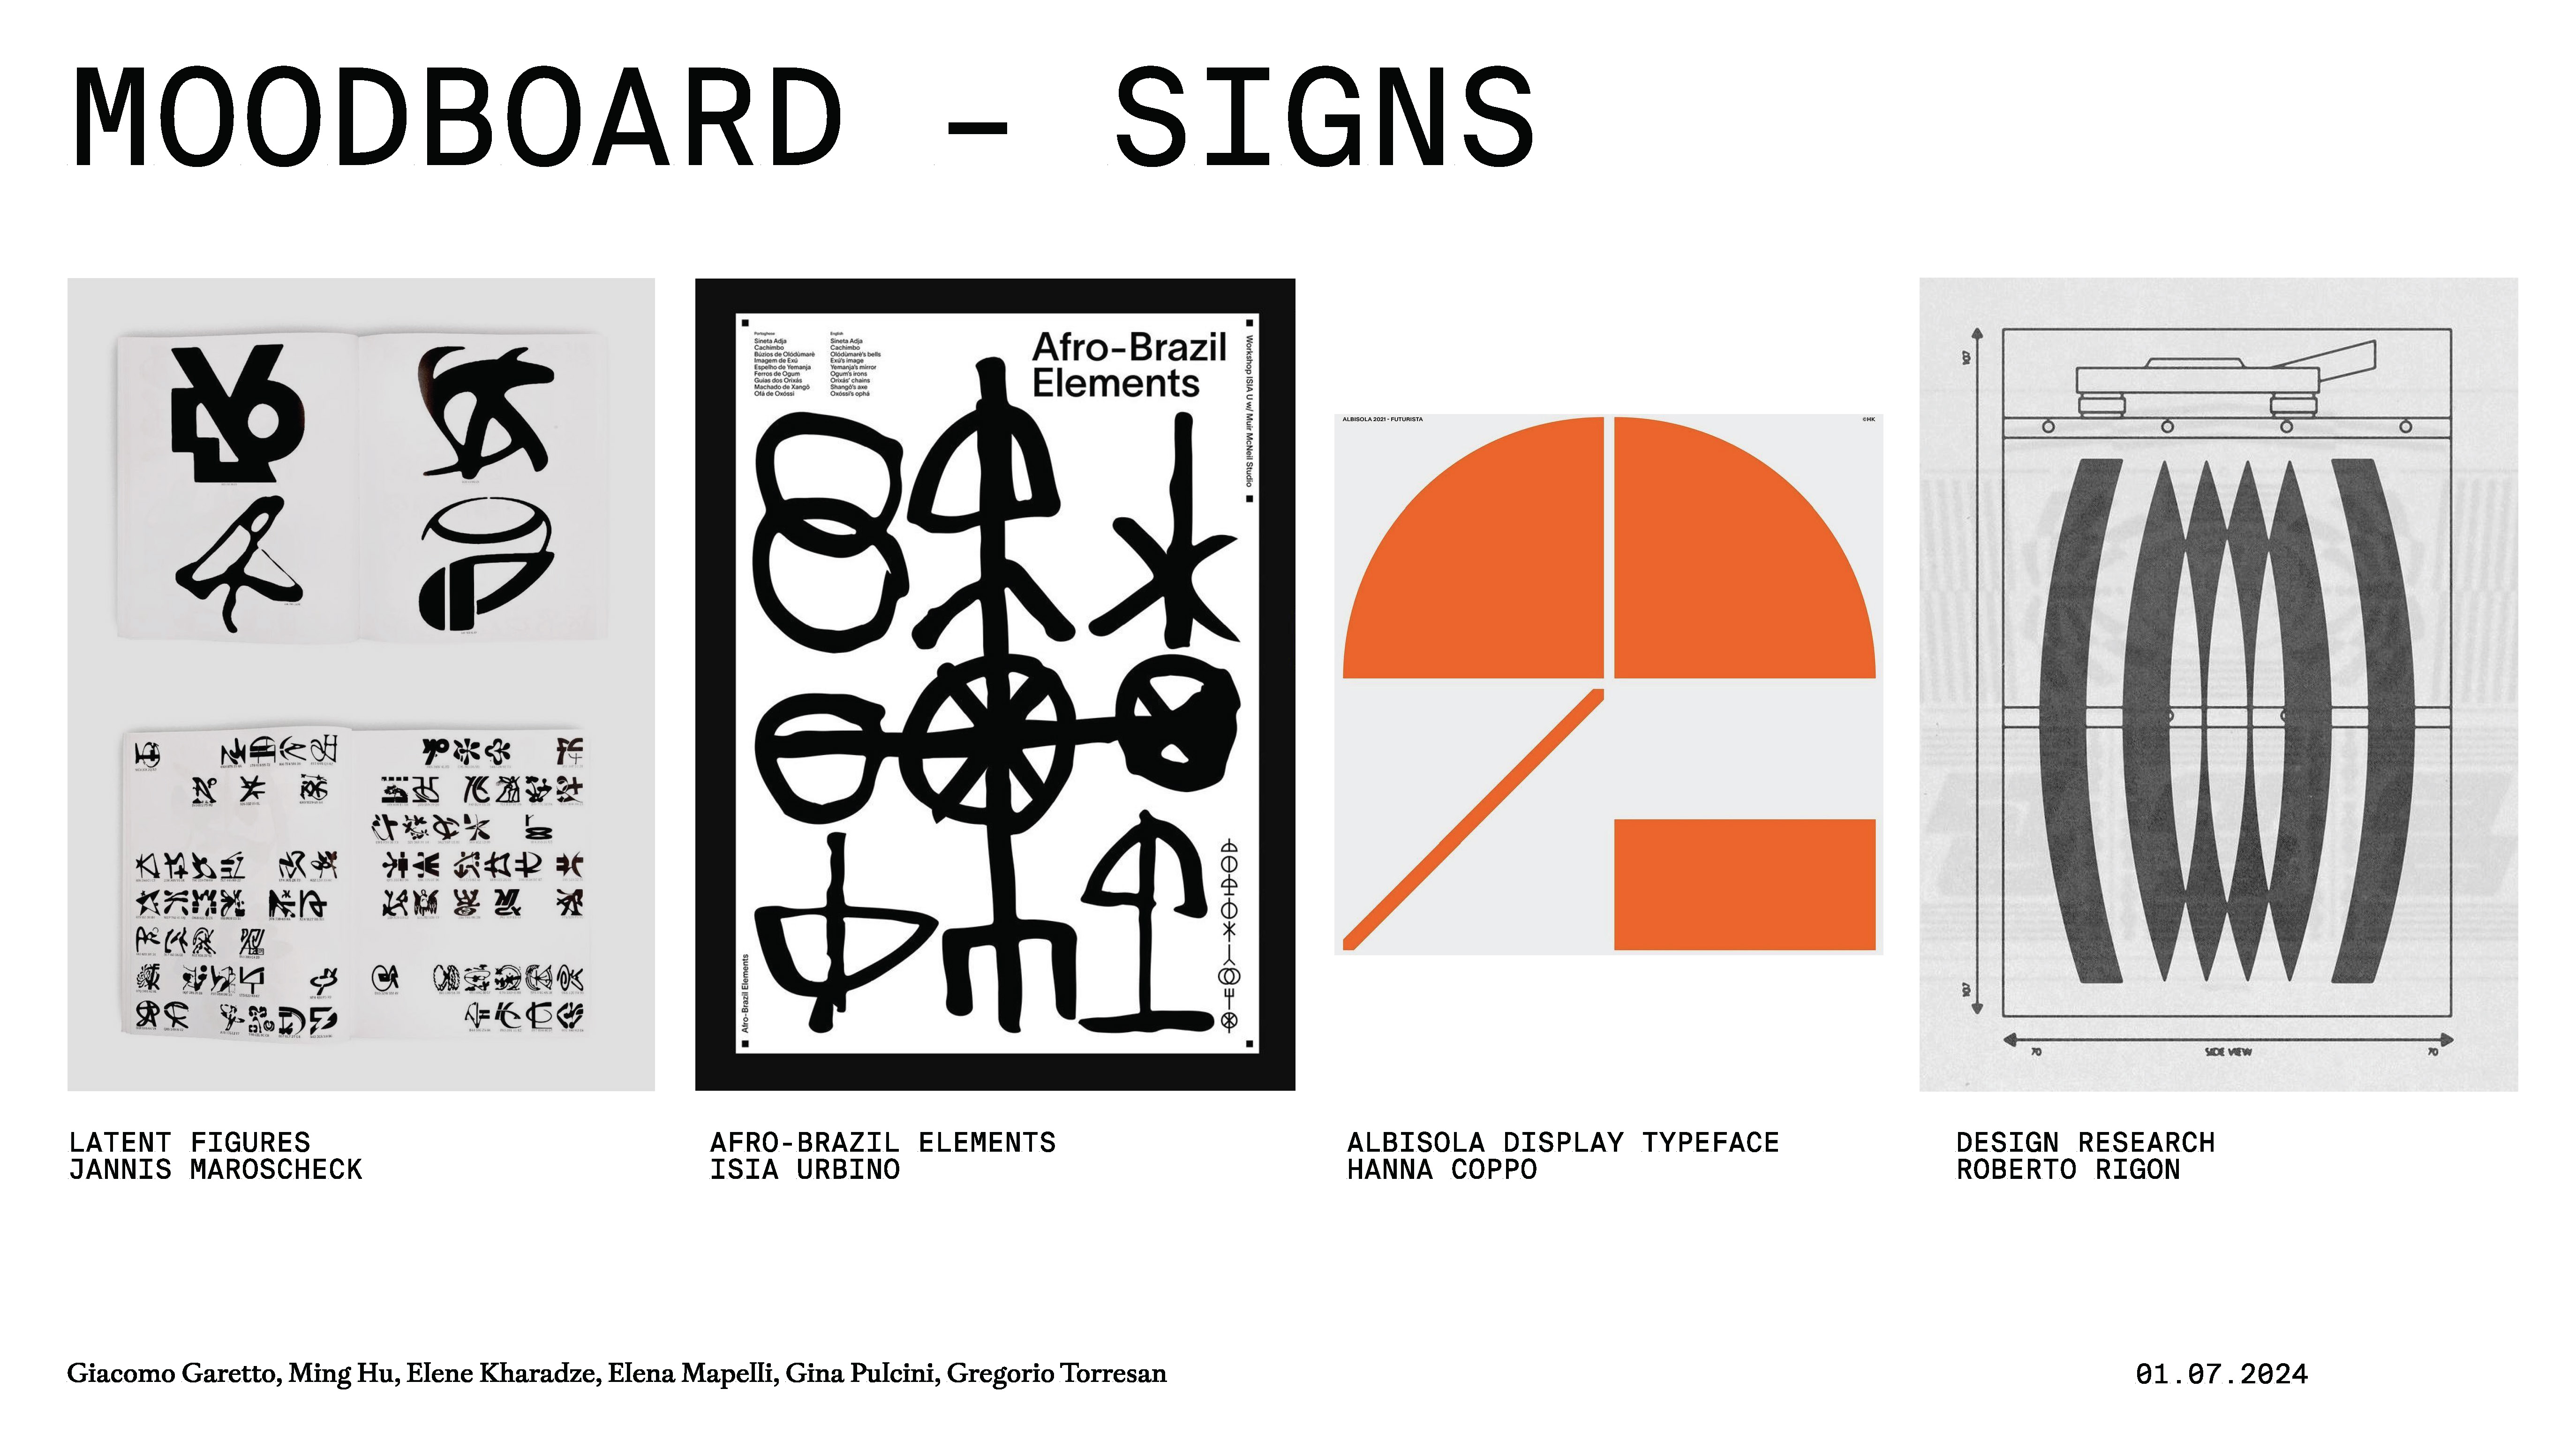 MOODBOARD – SIGNS
Portoghese
Sineta Adja
Cachimbo
Búzios de Olódùmarè
Imagem de Exú
Espelho de Yemanja
Ferros de Ogum
Guias dos Orixás
Machado de Xangô
Ofá de Oxóssi
English
Sineta Adja
Cachimbo
Olódùmarè's bells
Exú's image
Yemanja's mirror
Ogum's irons
Orixás' chains
Shangô's axe
Oxóssi's ophá
Afro-Brazil
Elements
Workshop ISIA U w/ Muir McNeil Studio
Afro-Brazil Elements
ALBISOLA 2021 - FUTURISTA
©HK
107
107
70
SIDE VIEW
70
LATENT FIGURES
JANNIS MAROSCHECK
AFRO-BRAZIL ELEMENTS
ISIA URBINO
ALBISOLA DISPLAY TYPEFACE
HANNA COPPO
DESIGN RESEARCH
ROBERTO RIGON
Giacomo Garetto, Ming Hu, Elene Kharadze, Elena Mapelli, Gina Pulcini, Gregorio Torresan
01.07.2024